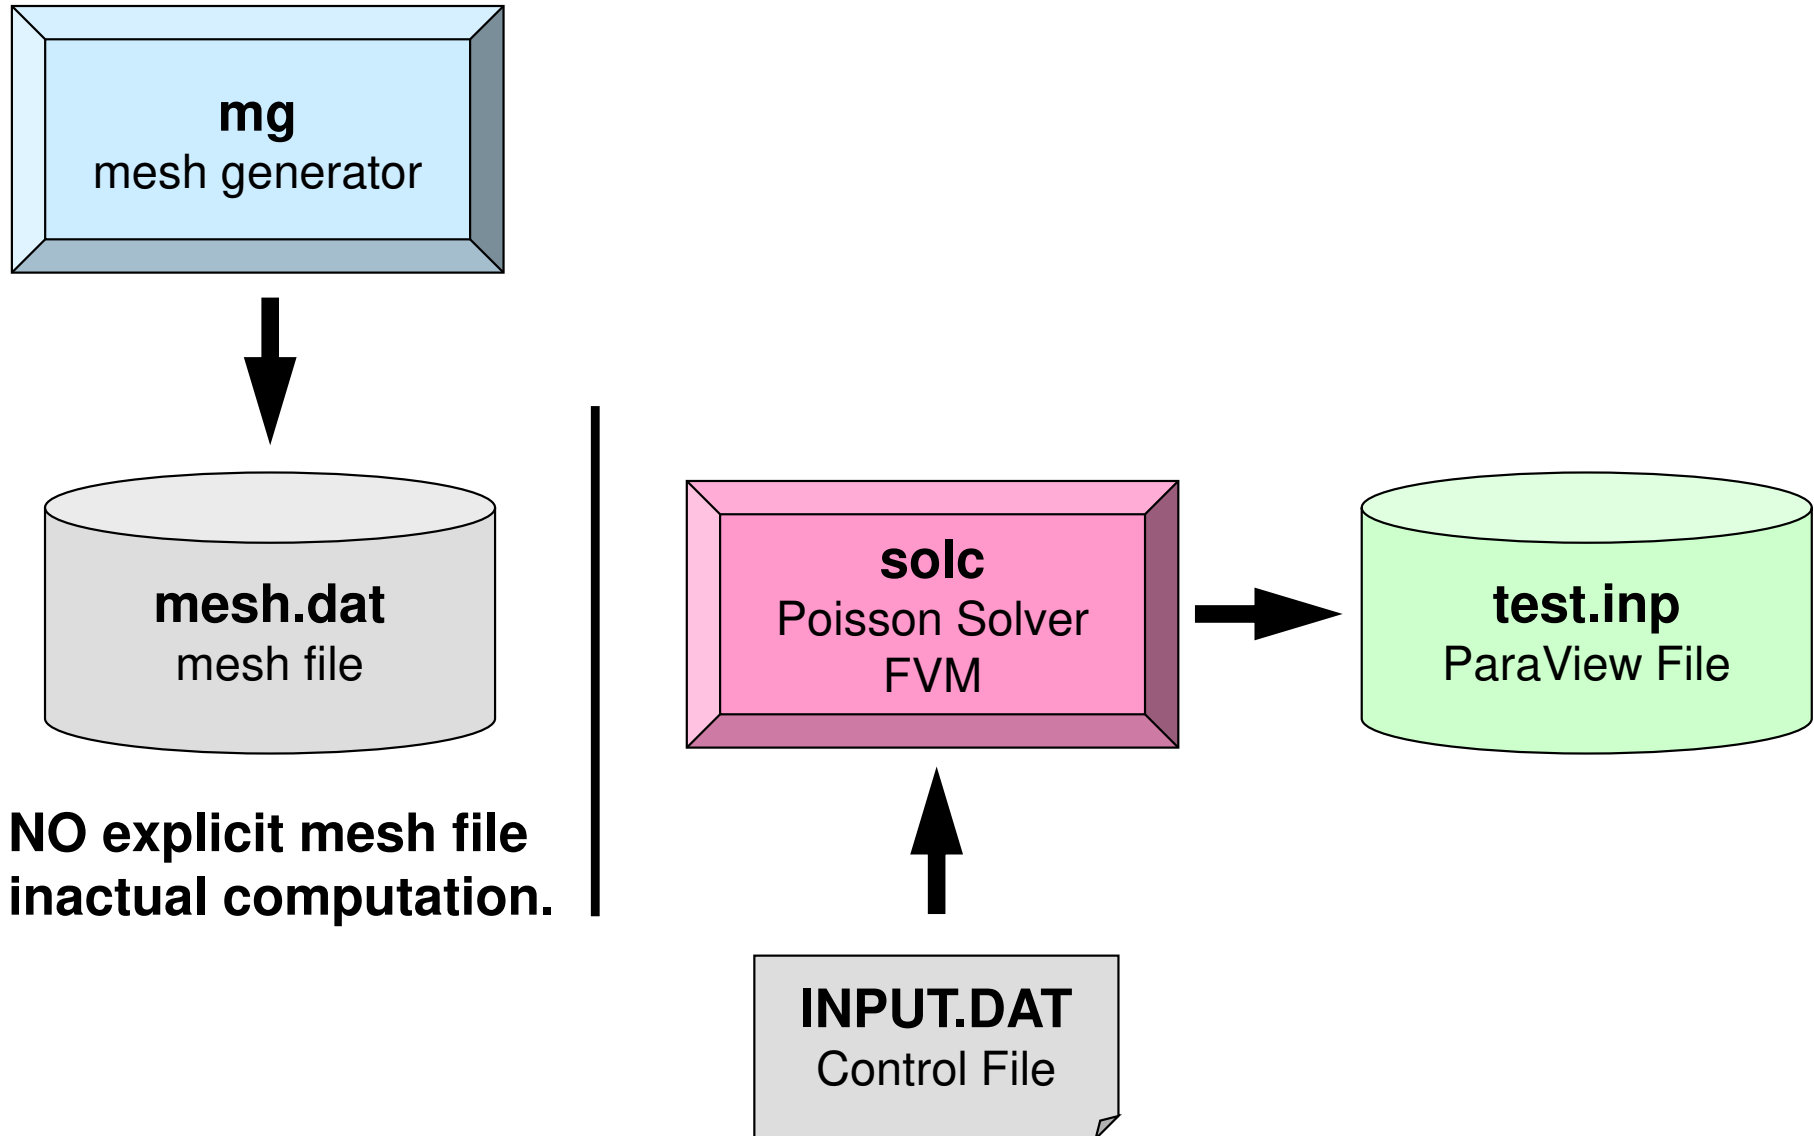 mg
mesh generator
mesh.dat
mesh file
NO explicit mesh file
inactual computation.
solc
Poisson Solver
FVM
test.inp
ParaView File
INPUT.DAT
Control File